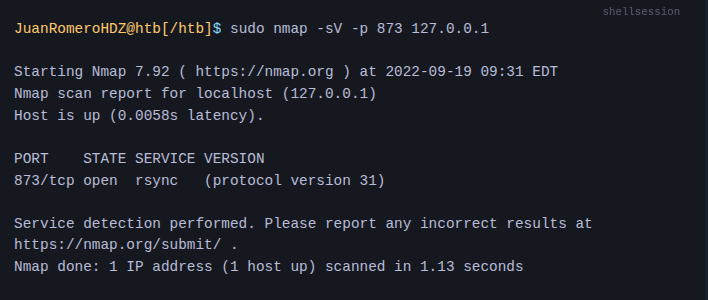 shellsession
JuanRomeroHDZ@htb[/htb]$ sudo nmap -sV -p 873 127.0.0.1
Starting Nmap 7.92 ( https://nmap.org ) at 2022-09-19 09:31 EDT
Nmap scan report for localhost (127.0.0.1)
Host is up (0.0058s latency).
PORT    STATE SERVICE VERSION
873/tcp open  rsync   (protocol version 31)
Service detection performed. Please report any incorrect results at
https://nmap.org/submit/ .
Nmap done: 1 IP address (1 host up) scanned in 1.13 seconds